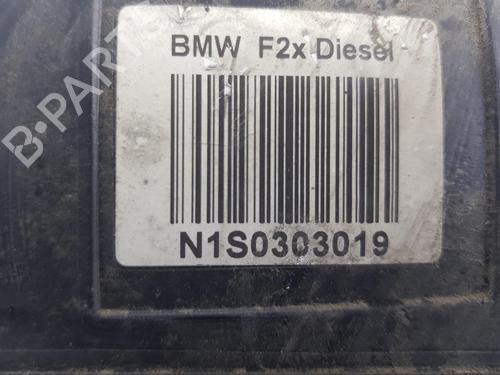 BMW F2x Diesel
N1S0303019
B-PARTS